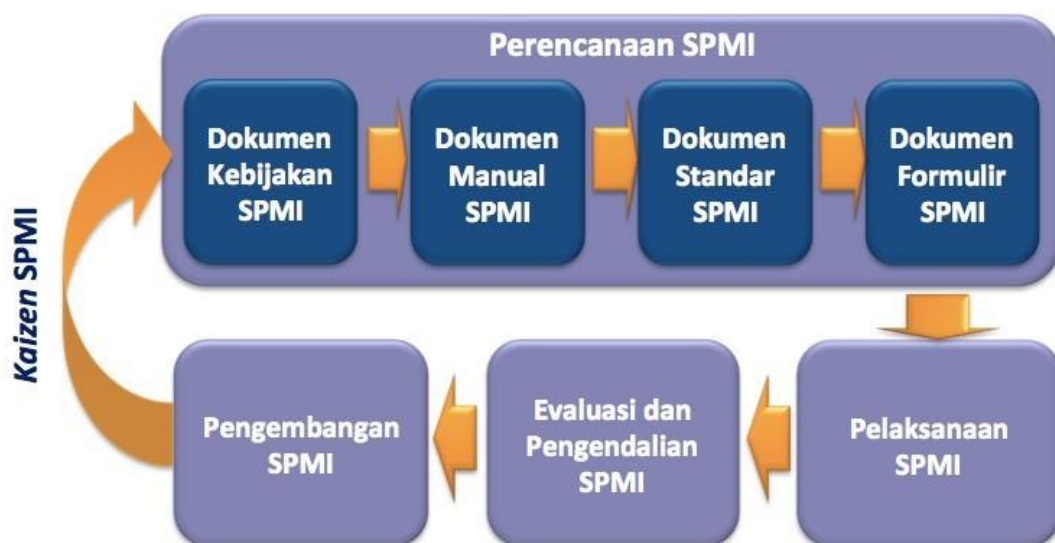 Perencanaan SPMI
Dokumen
Kebijakan
SPMI
Dokumen
Manual
SPMI
Dokumen
Standar
SPMI
Dokumen
Formulir
SPMI
Kaizen SPMI
Pengembangan
SPMI
Evaluasi dan
Pengendalian
SPMI
Pelaksanaan
SPMI